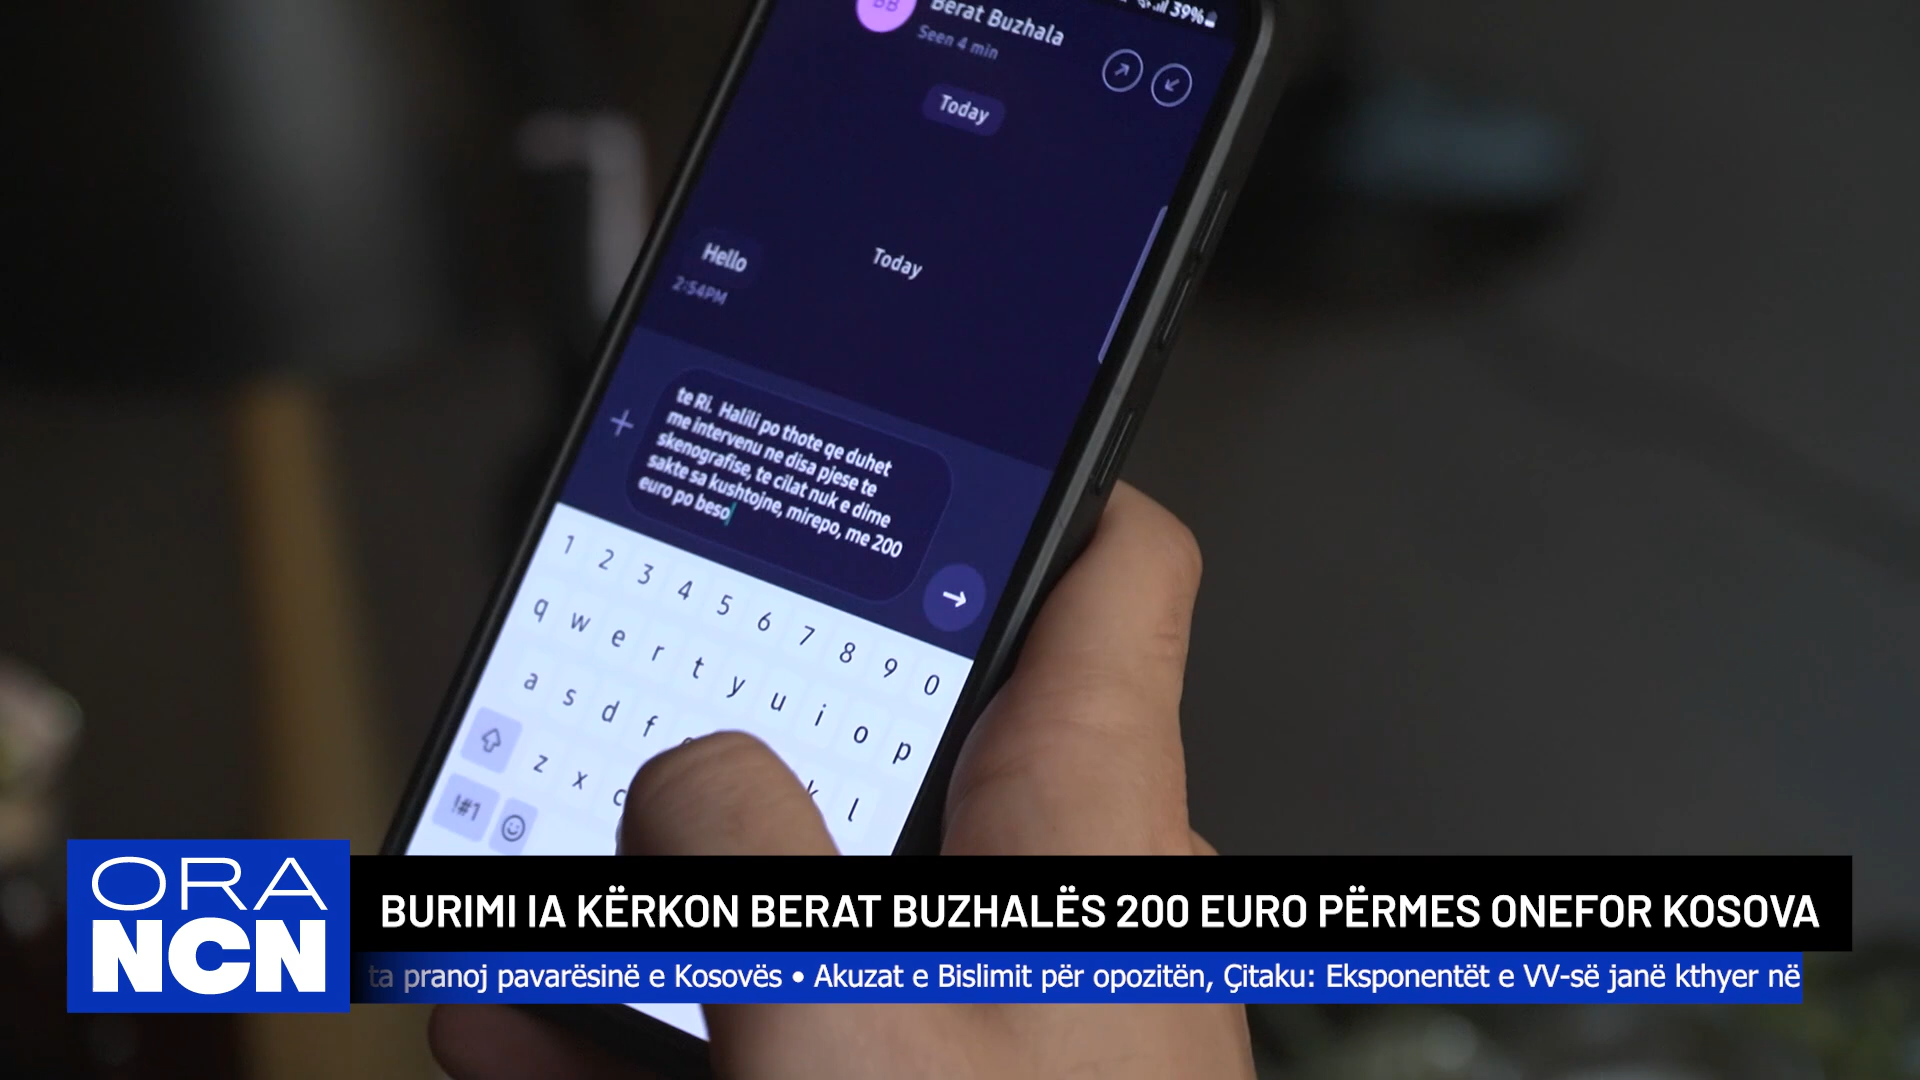 39%
BB
Berat Buzhala
Seen 4 min
Today
Today
Hello
2:54PM
te Ri. Halili po thote qe duhet
me intervenu ne disa pjese te
skenografise, te cilat nuk e dime
sakte sa kushtojne, mirepo, me 200
euro po beso
1 2 3 4 5 6 7 8 9 0
q w e r t y u i o p
a s d f k l
z x c
!#1
ORA
NCN
BURIMI IA KËRKON BERAT BUZHALËS 200 EURO PËRMES ONEFOR KOSOVA
ta pranoj pavarësinë e Kosovës • Akuzat e Bislimit për opozitën, Çitaku: Eksponentët e VV-së janë kthyer në